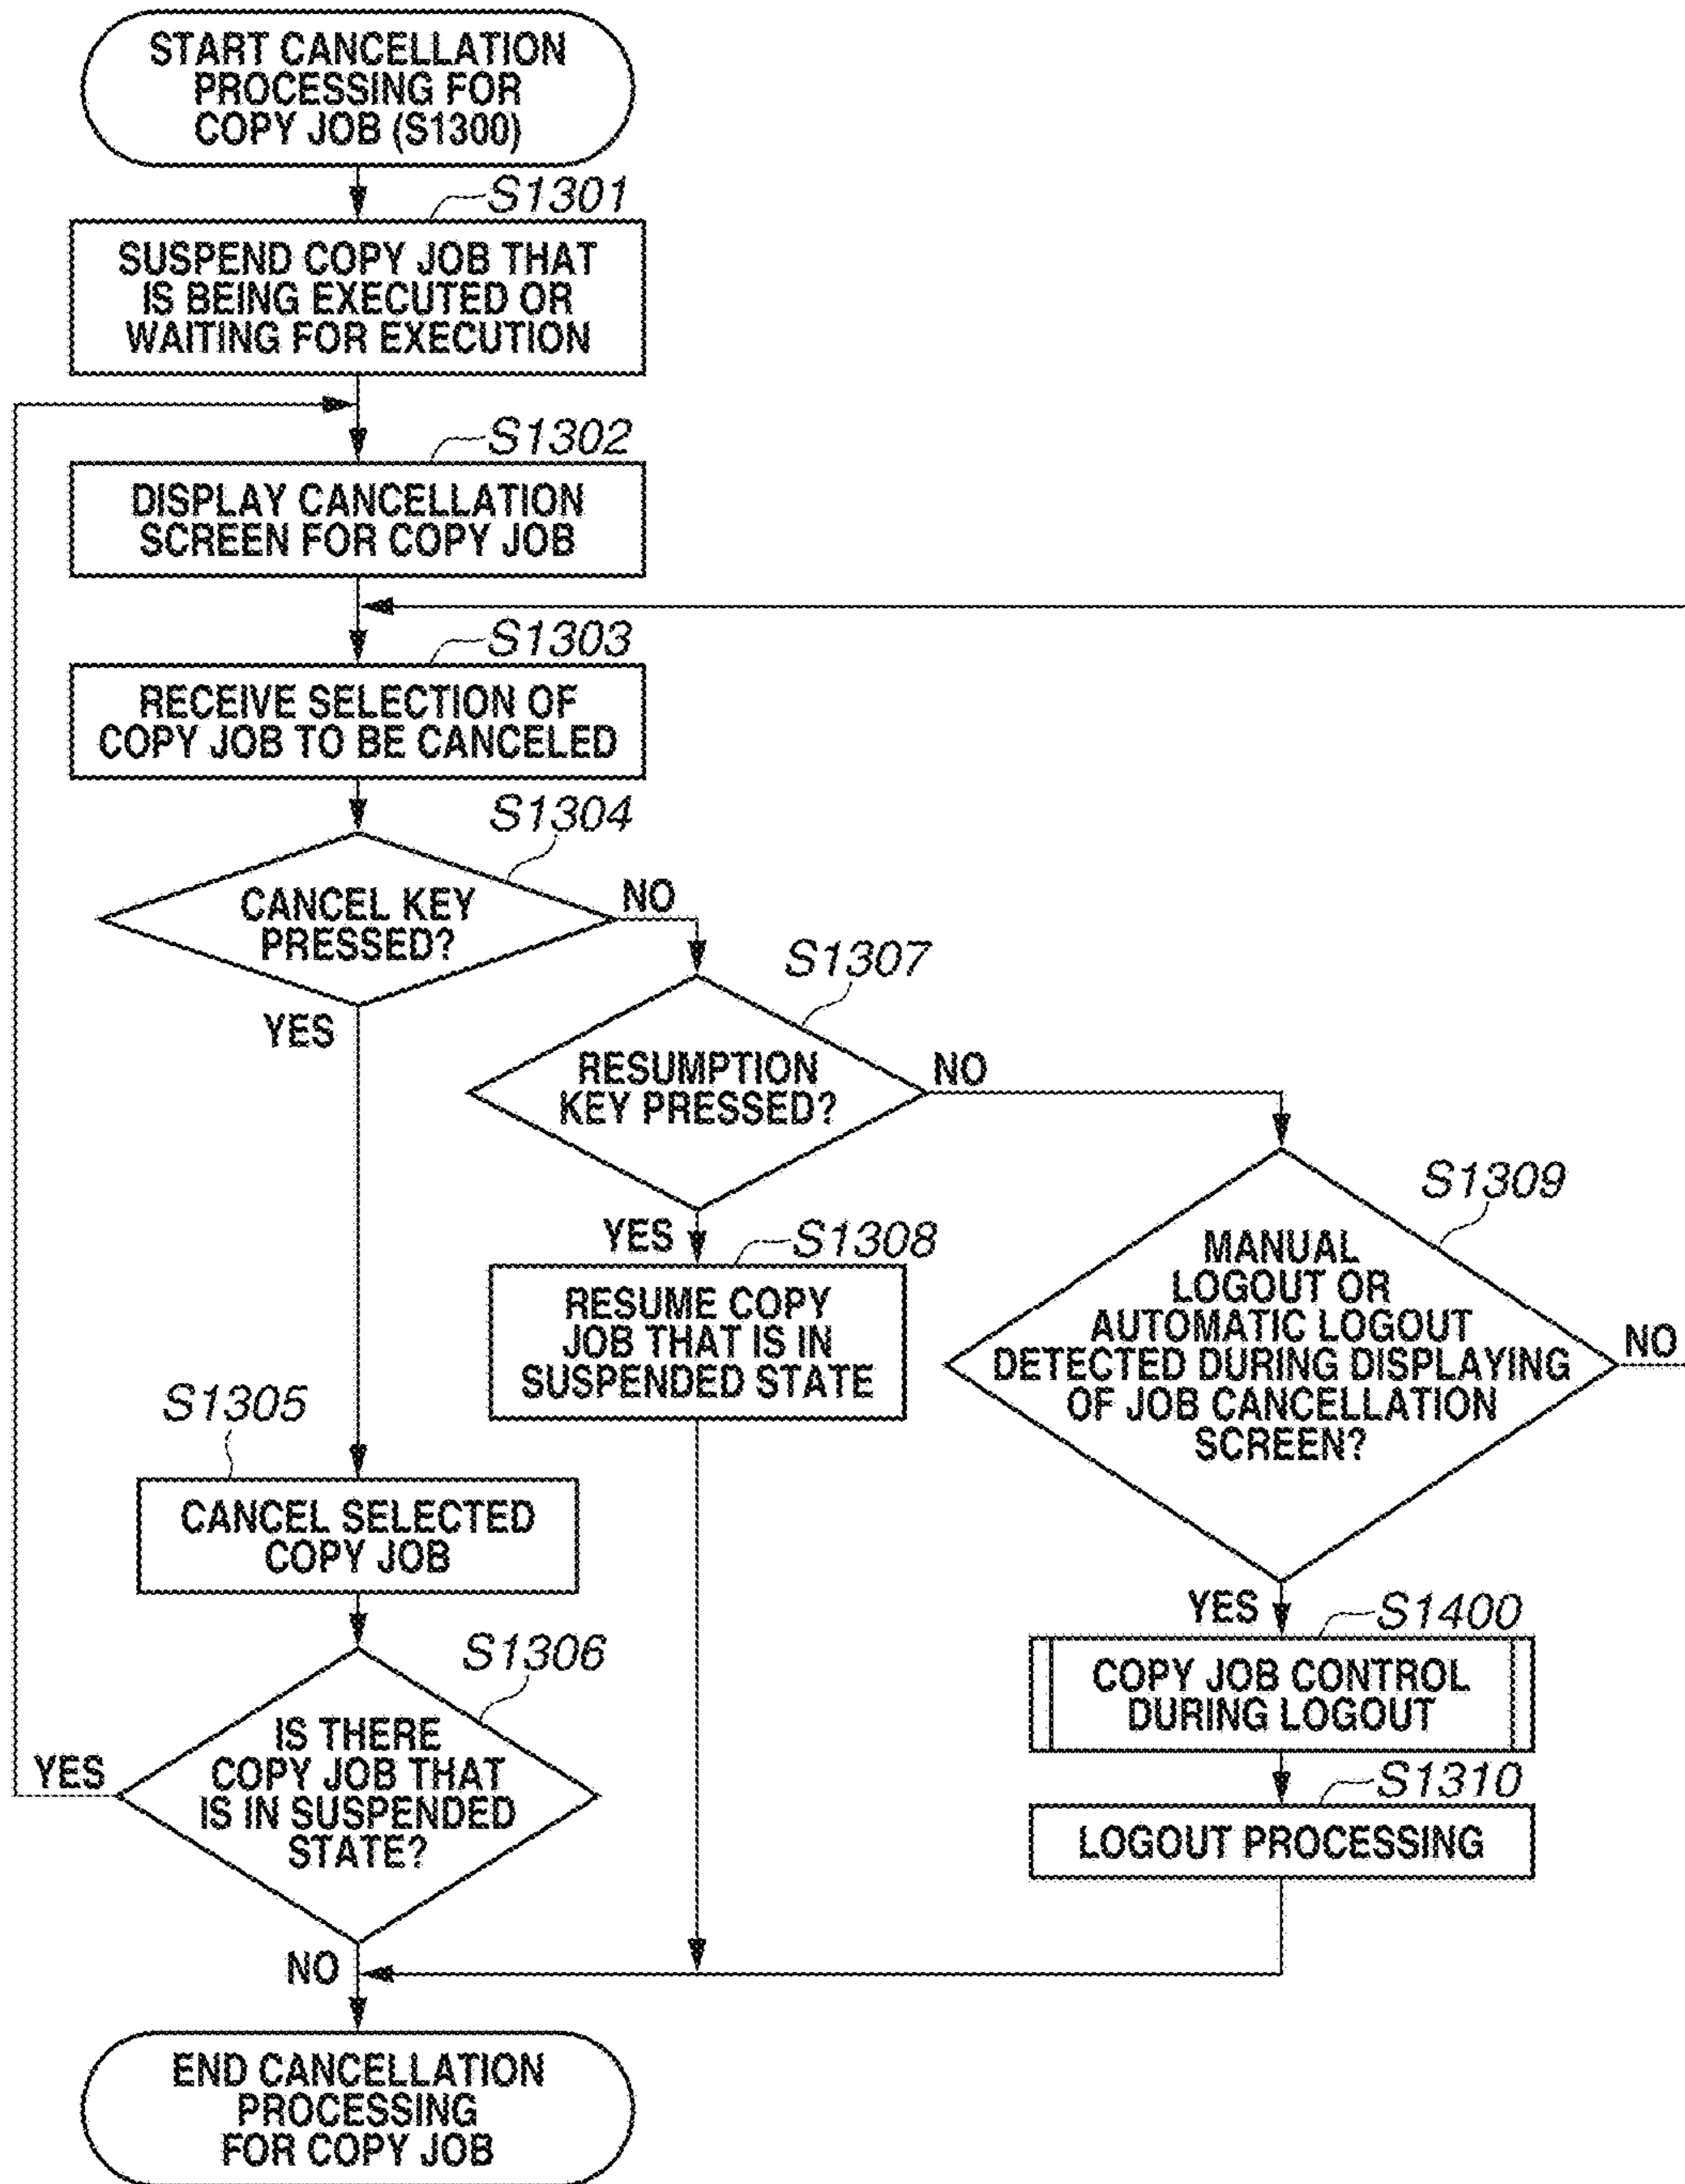 START CANCELLATION
PROCESSING FOR
COPY JOB (S1300)
S1301
SUSPEND COPY JOB THAT
IS BEING EXECUTED OR
WAITING FOR EXECUTION
S1302
DISPLAY CANCELLATION
SCREEN FOR COPY JOB
S1303
RECEIVE SELECTION OF
COPY JOB TO BE CANCELED
S1304
CANCEL KEY
PRESSED?
NO
YES
S1307
RESUMPTION
KEY PRESSED?
NO
YES
S1308
RESUME COPY
JOB THAT IS IN
SUSPENDED STATE
S1309
MANUAL
LOGOUT OR
AUTOMATIC LOGOUT
DETECTED DURING DISPLAYING
OF JOB CANCELLATION
SCREEN?
NO
YES
S1305
CANCEL SELECTED
COPY JOB
S1306
IS THERE
COPY JOB THAT
IS IN SUSPENDED
STATE?
YES
NO
S1400
COPY JOB CONTROL
DURING LOGOUT
S1310
LOGOUT PROCESSING
END CANCELLATION
PROCESSING
FOR COPY JOB